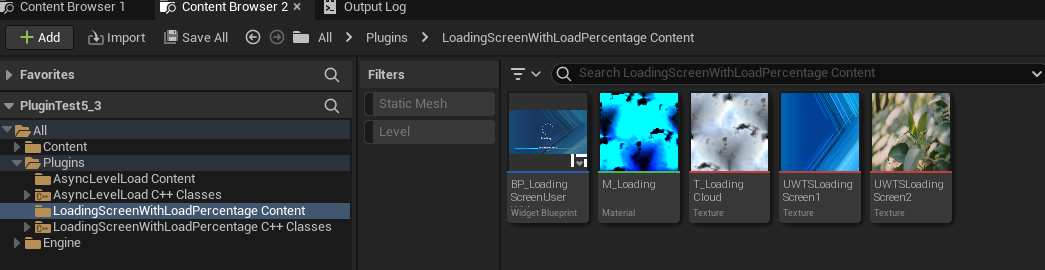 Content Browser 1
Content Browser 2 ×
Output Log
+ Add
Import
Save All
All > Plugins > LoadingScreenWithLoadPercentage Content
Favorites
PluginTest5_3
All
Content
Plugins
AsyncLevelLoad Content
AsyncLevelLoad C++ Classes
LoadingScreenWithLoadPercentage Content
LoadingScreenWithLoadPercentage C++ Classes
Engine
Filters
Static Mesh
Level
Search LoadingScreenWithLoadPercentage Content
BP_Loading
ScreenUser
Widget Blueprint
M_Loading
Material
T_Loading
Cloud
Texture
UWTSLoading
Screen1
Texture
UWTSLoading
Screen2
Texture